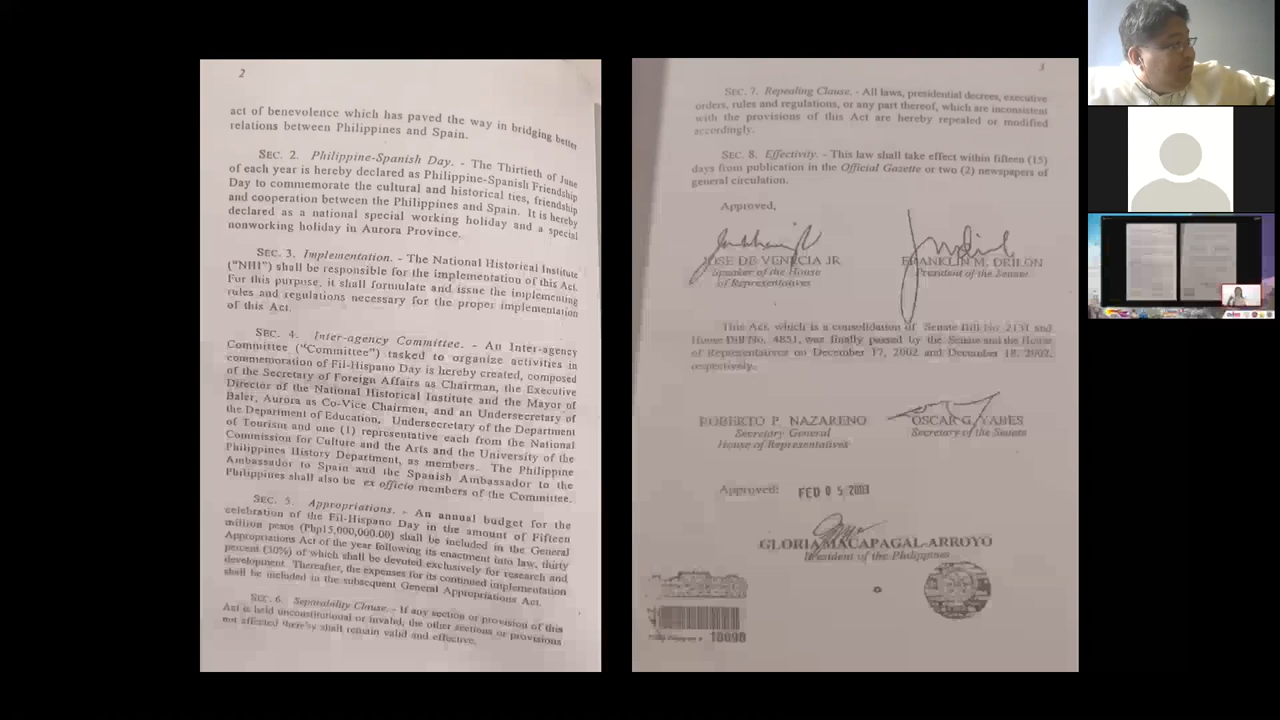 2
act of benevolence which has paved the way in bridging better
relations between Philippines and Spain.
SEC. 2. Philippine-Spanish Day. - The Thirtieth of June
of each year is hereby declared as Philippine-Spanish Friendship
Day to commemorate the cultural and historical ties, friendship
and cooperation between the Philippines and Spain. It is hereby
declared as a national special working holiday and a special
nonworking holiday in Aurora Province.
SEC. 3. Implementation. - The National Historical Institute
("NHI") shall be responsible for the implementation of this Act.
For this purpose, it shall formulate and issue the implementing
rules and regulations necessary for the proper implementation
of this Act.
SEC. 4. Inter-agency Committee. - An Inter-agency
Committee ("Committee") tasked to organize activities in
commemoration of Fil-Hispano Day is hereby created, composed
of the Secretary of Foreign Affairs as Chairman, the Executive
Director of the National Historical Institute and the Mayor of
Baler, Aurora as Co-Vice Chairmen, and an Undersecretary of
the Department of Education, Undersecretary of the Department
of Tourism and one (1) representative each from the National
Commission for Culture and the Arts and the University of the
Philippines History Department, as members. The Philippine
Ambassador to Spain and the Spanish Ambassador to the
Philippines shall also be ex officio members of the Committee.
SEC. 5. Appropriations. - An annual budget for the
celebration of the Fil-Hispano Day in the amount of Fifteen
million pesos (Php15,000,000.00) shall be included in the General
Appropriations Act of the year following its enactment into law, thirty
percent (30%) of which shall be devoted exclusively for research and
development. Thereafter, the expenses for its continued implementation
shall be included in the subsequent General Appropriations Act.
SEC. 6. Separability Clause. - If any section or provision of this
Act is held unconstitutional or invalid, the other sections or provisions
not affected thereby shall remain valid and effective.
3
SEC. 7. Repealing Clause. - All laws, presidential decrees, executive
orders, rules and regulations, or any part thereof, which are inconsistent
with the provisions of this Act are hereby repealed or modified
accordingly.
SEC. 8. Effectivity. - This law shall take effect within fifteen (15)
days from publication in the Official Gazette or two (2) newspapers of
general circulation.
Approved,
JOSE DE VENECIA JR.
Speaker of the House
of Representatives
FRANKLIN M. DRILON
President of the Senate
This Act, which is a consolidation of Senate Bill No. 2131 and
House Bill No. 4851, was finally passed by the Senate and the House
of Representatives on December 17, 2002 and December 18, 2002,
respectively.
ROBERTO P. NAZARENO
Secretary General
House of Representatives
OSCAR G. YABES
Secretary of the Senate
Approved: FEB 05 2003
GLORIA MACAPAGAL-ARROYO
President of the Philippines